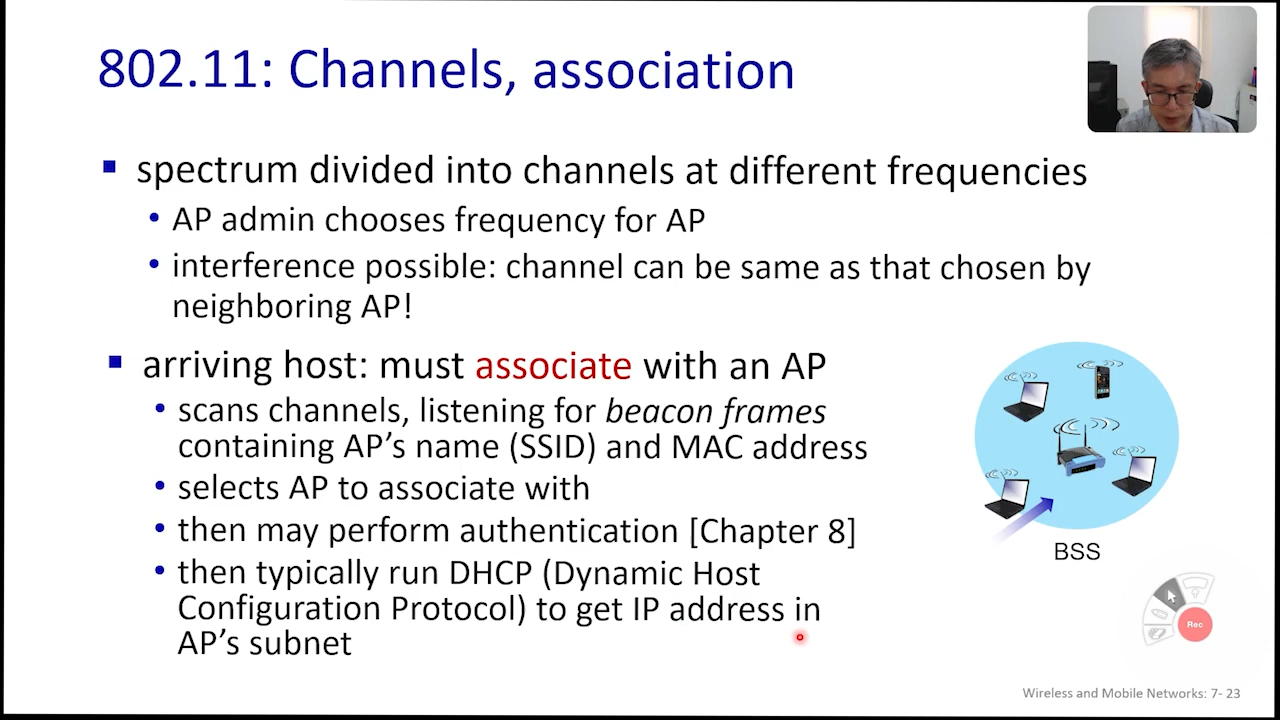 802.11: Channels, association
spectrum divided into channels at different frequencies
AP admin chooses frequency for AP
interference possible: channel can be same as that chosen by
neighboring AP!
arriving host: must associate with an AP
scans channels, listening for beacon frames
containing AP's name (SSID) and MAC address
selects AP to associate with
then may perform authentication [Chapter 8]
then typically run DHCP (Dynamic Host
Configuration Protocol) to get IP address in
AP's subnet
BSS
Rec
Wireless and Mobile Networks: 7- 23